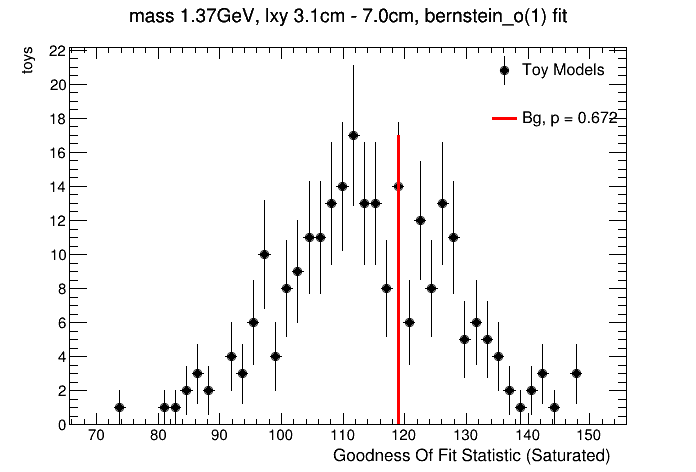 mass 1.37GeV, lxy 3.1cm - 7.0cm, bernstein_o(1) fit
toys
22
20
18
16
14
12
10
8
6
4
2
0
Toy Models
Bg, p = 0.672
70 80 90 100 110 120 130 140 150
Goodness Of Fit Statistic (Saturated)